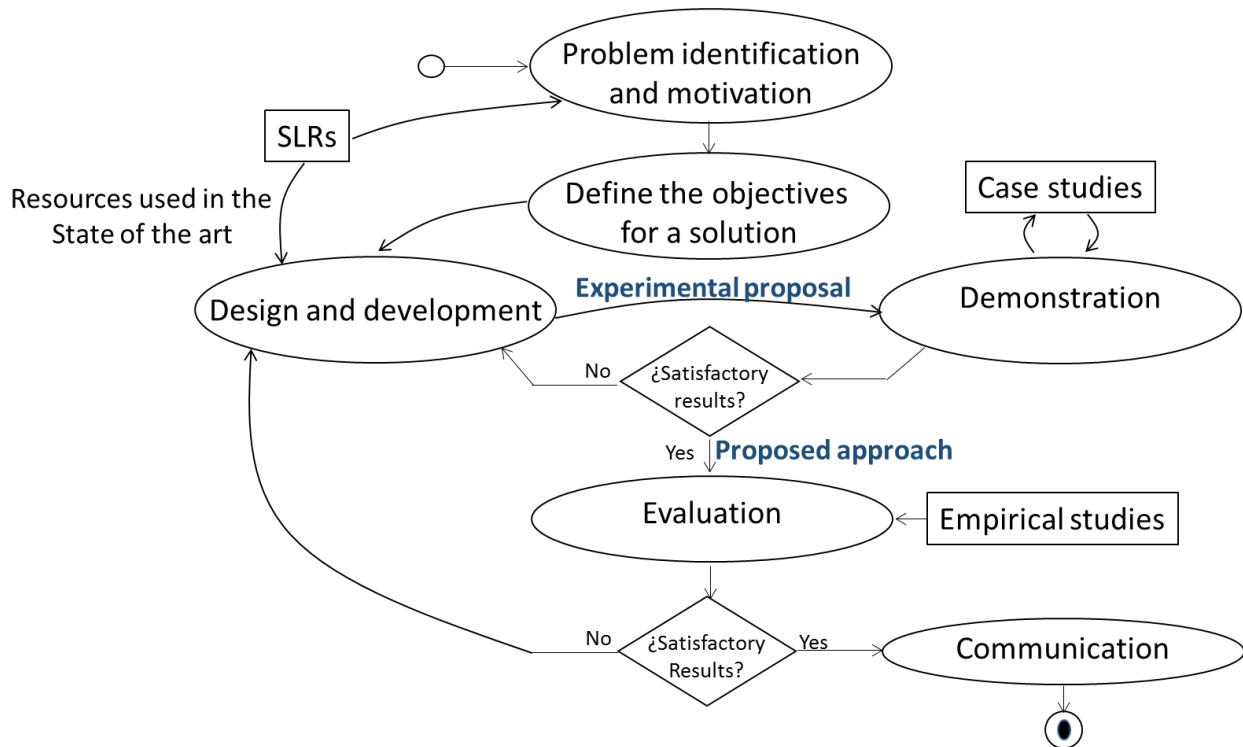 Problem identification
and motivation
SLRs
Resources used in the
State of the art
Define the objectives
for a solution
Case studies
Design and development
Experimental proposal
Demonstration
No
¿Satisfactory
results?
Yes
Proposed approach
Evaluation
Empirical studies
No
¿Satisfactory
Results?
Yes
Communication